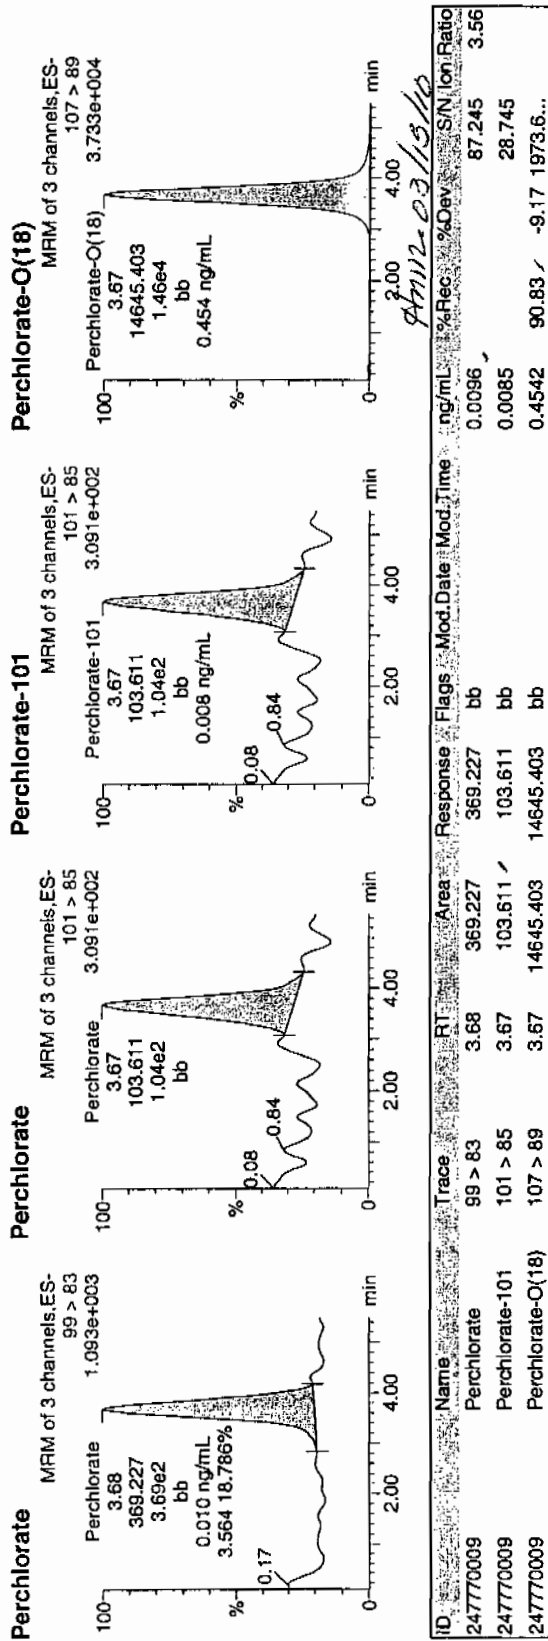 Perchlorate
MRM of 3 channels,ES-
99 > 83
1.093e+003
100
%
0
Perchlorate
3.68
369.227
3.69e2
bb
0.010 ng/mL
3.564 18.786%
0.17
2.00
4.00
min
Perchlorate
MRM of 3 channels,ES-
101 > 85
3.091e+002
100
%
0
Perchlorate
3.67
103.611
1.04e2
bb
0.08
0.84
2.00
4.00
min
Perchlorate-101
MRM of 3 channels,ES-
101 > 85
3.091e+002
100
%
0
Perchlorate-101
3.67
103.611
1.04e2
bb
0.008 ng/mL
0.08
0.84
2.00
4.00
min
Perchlorate-O(18)
MRM of 3 channels,ES-
107 > 89
3.733e+004
100
%
0
Perchlorate-O(18)
3.67
14645.403
1.46e4
bb
0.454 ng/mL
2.00
4.00
min
03/13/10
ID Name Trace RT Area Response Flags Mod.Date Mod.Time ng/mL %Rec %Dev S/N Ion Ratio
247770009 Perchlorate 99 > 83 3.68 369.227 369.227 bb 0.0096 87.245 3.56
247770009 Perchlorate-101 101 > 85 3.67 103.611 103.611 bb 0.0085 28.745
247770009 Perchlorate-O(18) 107 > 89 3.67 14645.403 14645.403 bb 0.4542 90.83 -9.17 1973.6...